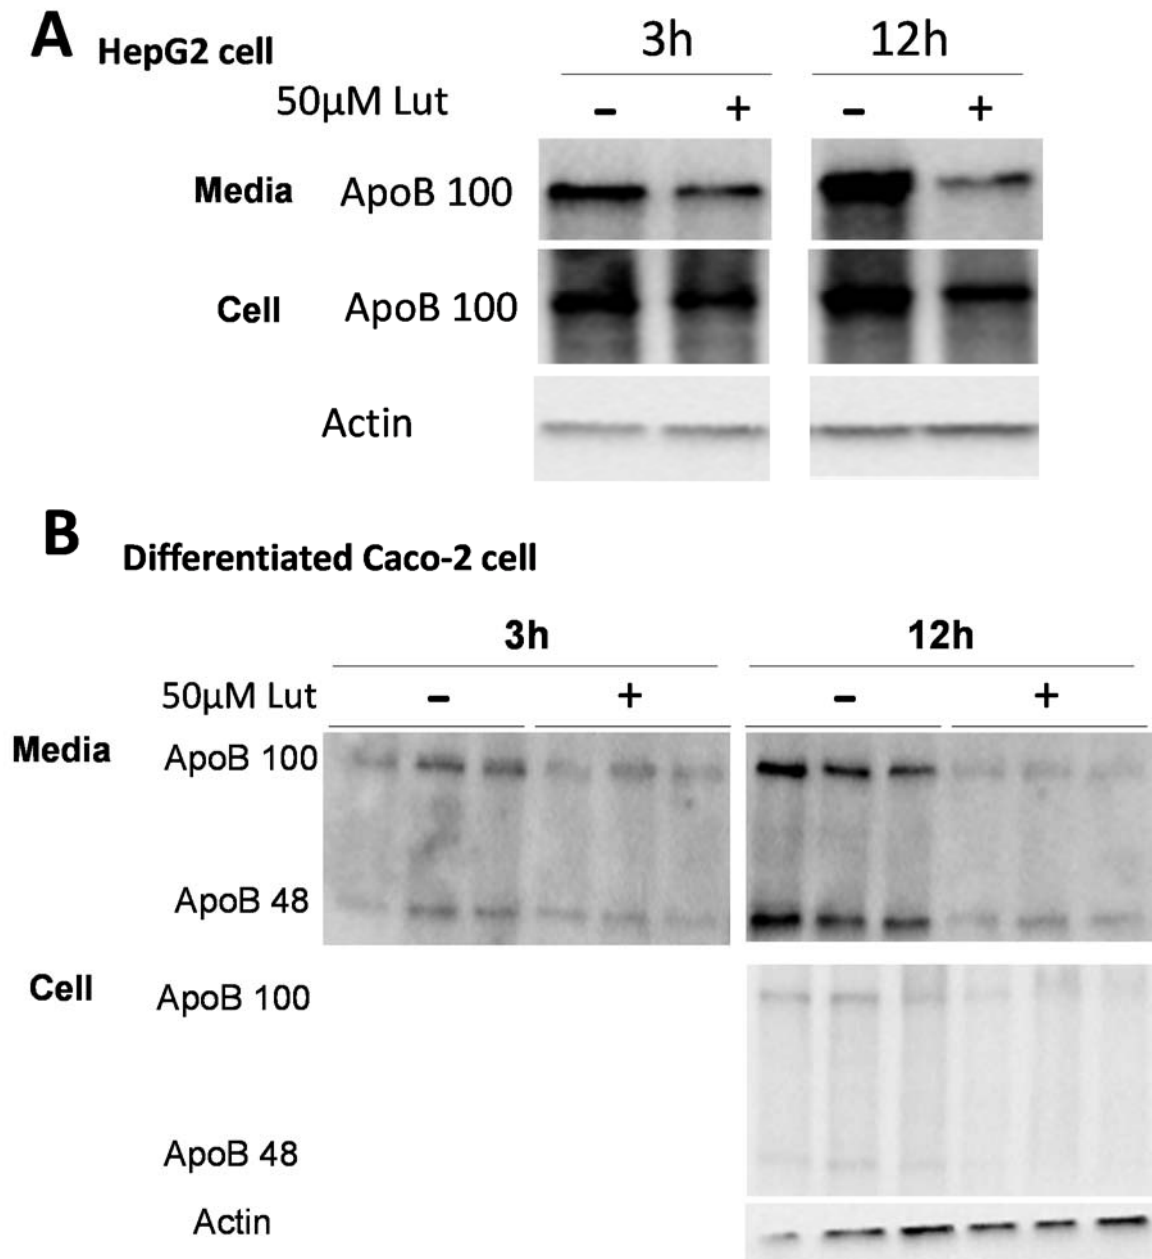 A HepG2 cell
3h 12h
50µM Lut - + - +
Media ApoB 100
Cell ApoB 100
Actin
B Differentiated Caco-2 cell
3h 12h
50µM Lut - + - +
Media ApoB 100
ApoB 48
Cell ApoB 100
ApoB 48
Actin